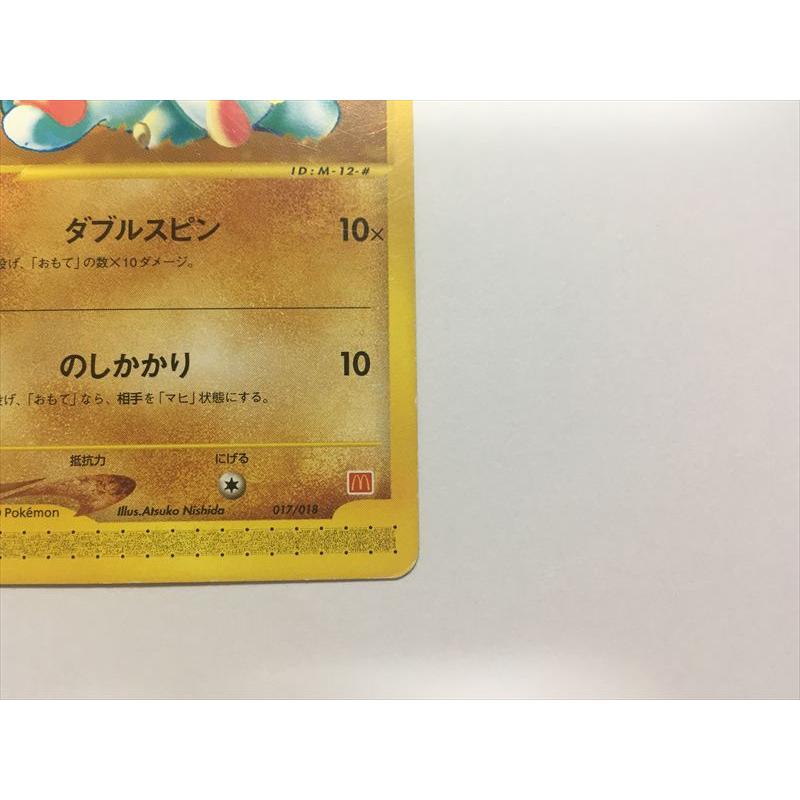 ID:M-12-#
ダブルスピン 10×
投げ、「おもて」の数×10ダメージ。
のしかかり 10
投げ、「おもて」なら、相手を「マヒ」状態にする。
抵抗力 にげる
Pokémon Illus.Atsuko Nishida 017/018